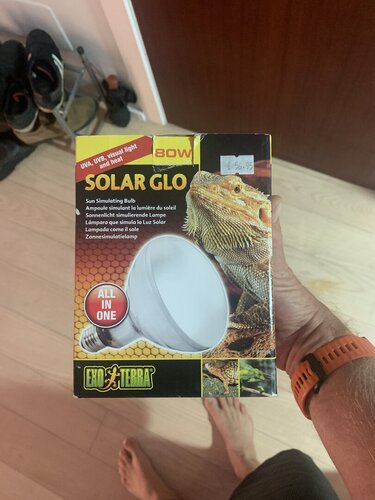 UVA, UVB, visual light
and heat
80W
SOLAR GLO
Sun Simulating Bulb
Ampoule simulant la lumière du soleil
Sonnenlicht simulierende Lampe
Lámpara que simula la Luz Solar
Lampada come il sole
Zonnesimulatielamp
ALL
IN
ONE
EXO TERRA